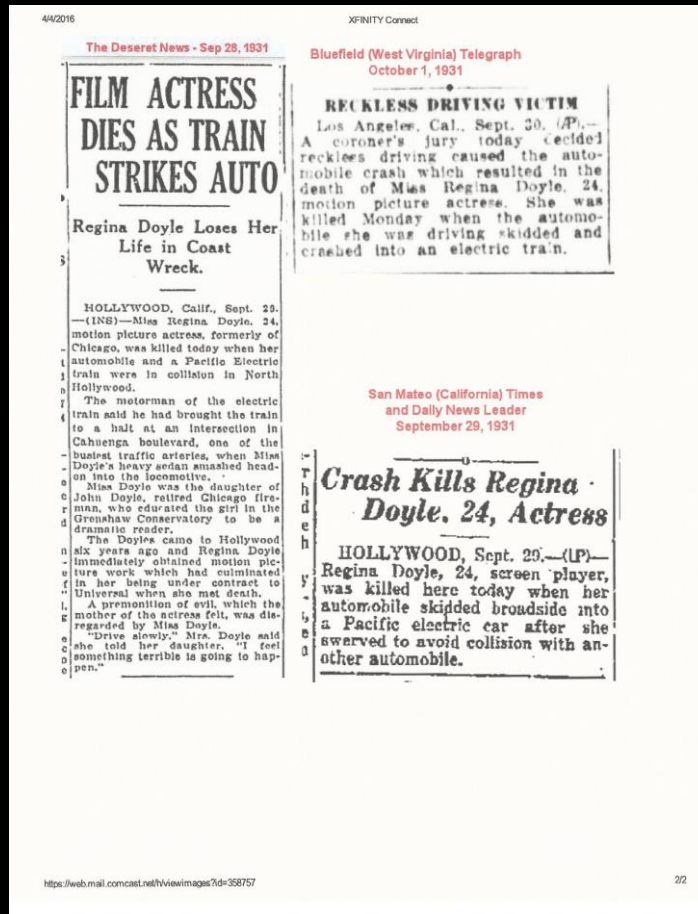 4/4/2016
XFINITY Connect
The Deseret News - Sep 28, 1931
FILM ACTRESS
DIES AS TRAIN
STRIKES AUTO
Regina Doyle Loses Her
Life in Coast
Wreck.
HOLLYWOOD, Calif., Sept. 29.
—(INS)—Miss Regina Doyle, 24,
motion picture actress, formerly of
Chicago, was killed today when her
automobile and a Pacific Electric
train were in collision in North
Hollywood.
The motorman of the electric
train said he had brought the train
to a halt at an intersection in
Cahuenga boulevard, one of the
busiest traffic arteries, when Miss
Doyle's heavy sedan smashed head-
on into the locomotive.
Miss Doyle was the daughter of
John Doyle, retired Chicago fire-
man, who educated the girl in the
Grenshaw Conservatory to be a
dramatic reader.
The Doyles came to Hollywood
six years ago and Regina Doyle
immediately obtained motion pic-
ture work which had culminated
in her being under contract to
Universal when she met death.
A premonition of evil, which the
mother of the actress felt, was dis-
regarded by Miss Doyle.
"Drive slowly," Mrs. Doyle said
she told her daughter, "I feel
something terrible is going to hap-
pen."
Bluefield (West Virginia) Telegraph
October 1, 1931
RECKLESS DRIVING VICTIM
Los Angeles, Cal., Sept. 30. (AP).—
A coroner's jury today decided
reckless driving caused the auto-
mobile crash which resulted in the
death of Miss Regina Doyle, 24,
motion picture actress. She was
killed Monday when the automo-
bile she was driving skidded and
crashed into an electric train.
San Mateo (California) Times
and Daily News Leader
September 29, 1931
Crash Kills Regina
Doyle, 24, Actress
HOLLYWOOD, Sept. 29.—(UP)—
Regina Doyle, 24, screen player,
was killed here today when her
automobile skidded broadside into
a Pacific electric car after she
swerved to avoid collision with an-
other automobile.
https://web.mail.comcast.net/h/viewimages?id=358757
2/2